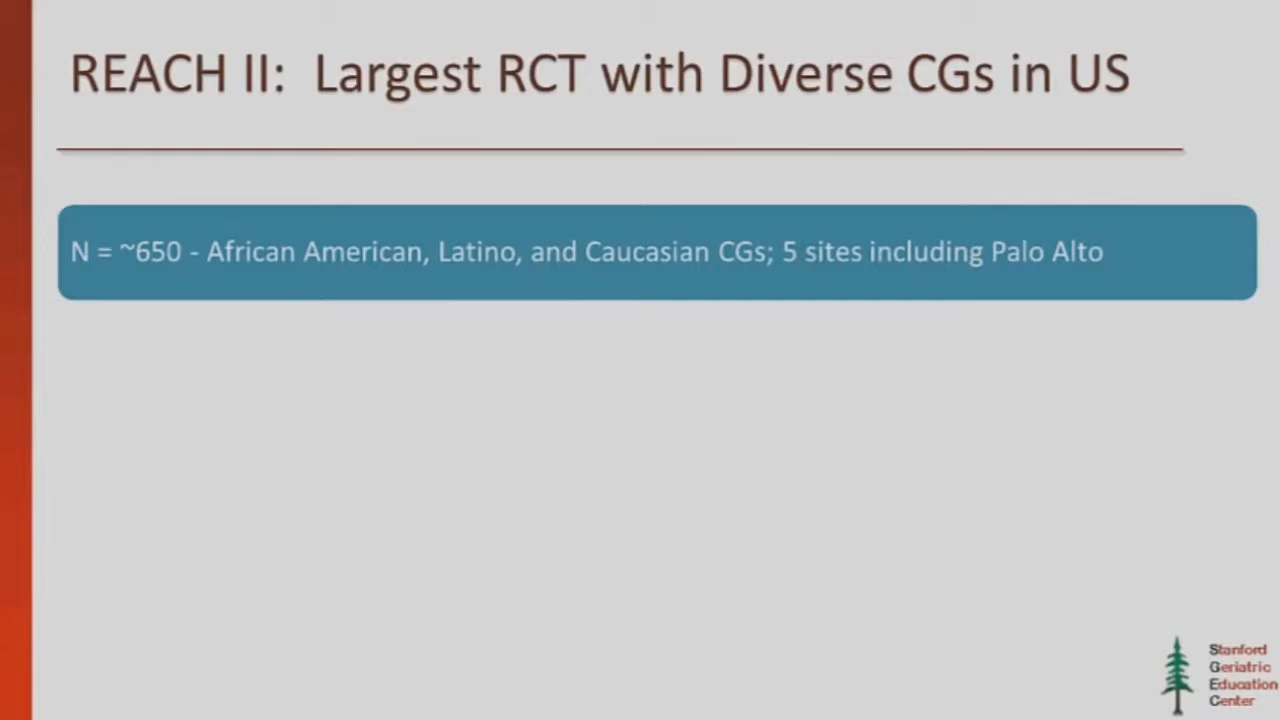 REACH II: Largest RCT with Diverse CGs in US
N = ~650 - African American, Latino, and Caucasian CGs; 5 sites including Palo Alto
Stanford
Geriatric
Education
Center